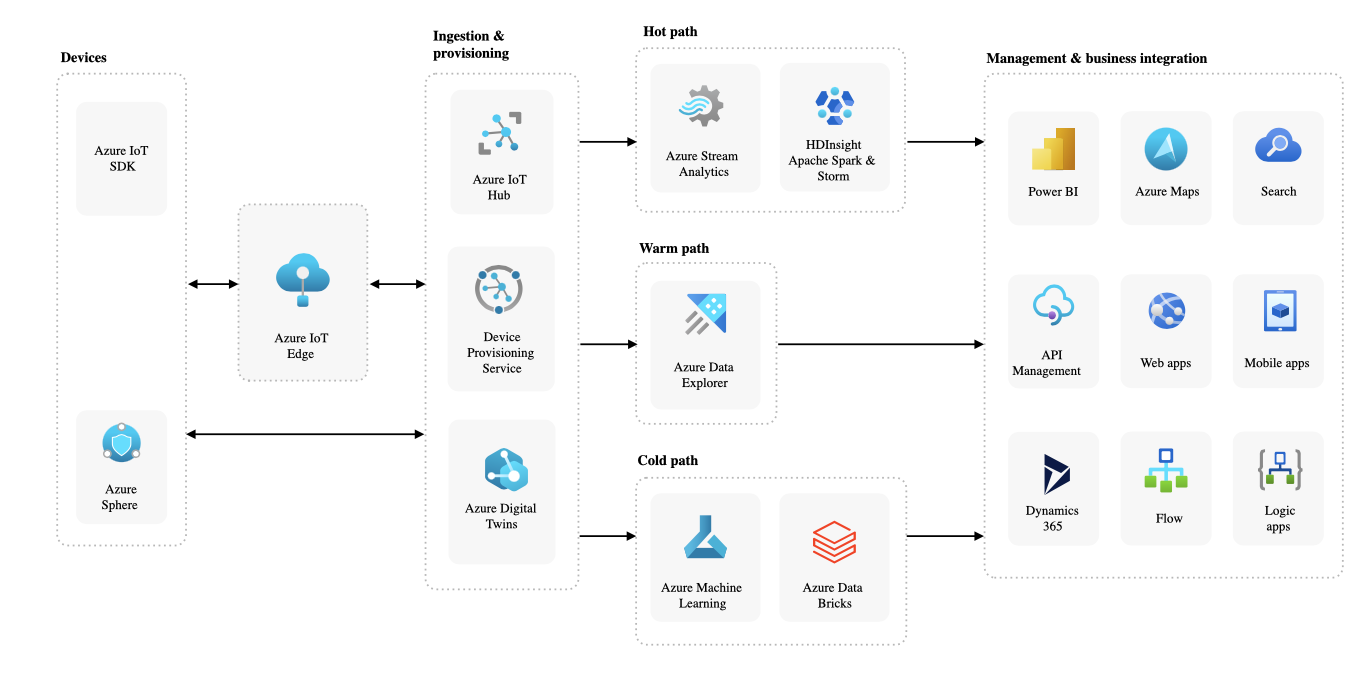 Devices
Azure IoT
SDK
Azure
Sphere
Azure IoT
Edge
Ingestion &
provisioning
Azure IoT
Hub
Device
Provisioning
Service
Azure Digital
Twins
Hot path
Azure Stream
Analytics
HDInsight
Apache Spark &
Storm
Warm path
Azure Data
Explorer
Cold path
Azure Machine
Learning
Azure Data
Bricks
Management & business integration
Power BI
Azure Maps
Search
API
Management
Web apps
Mobile apps
Dynamics
365
Flow
Logic
apps